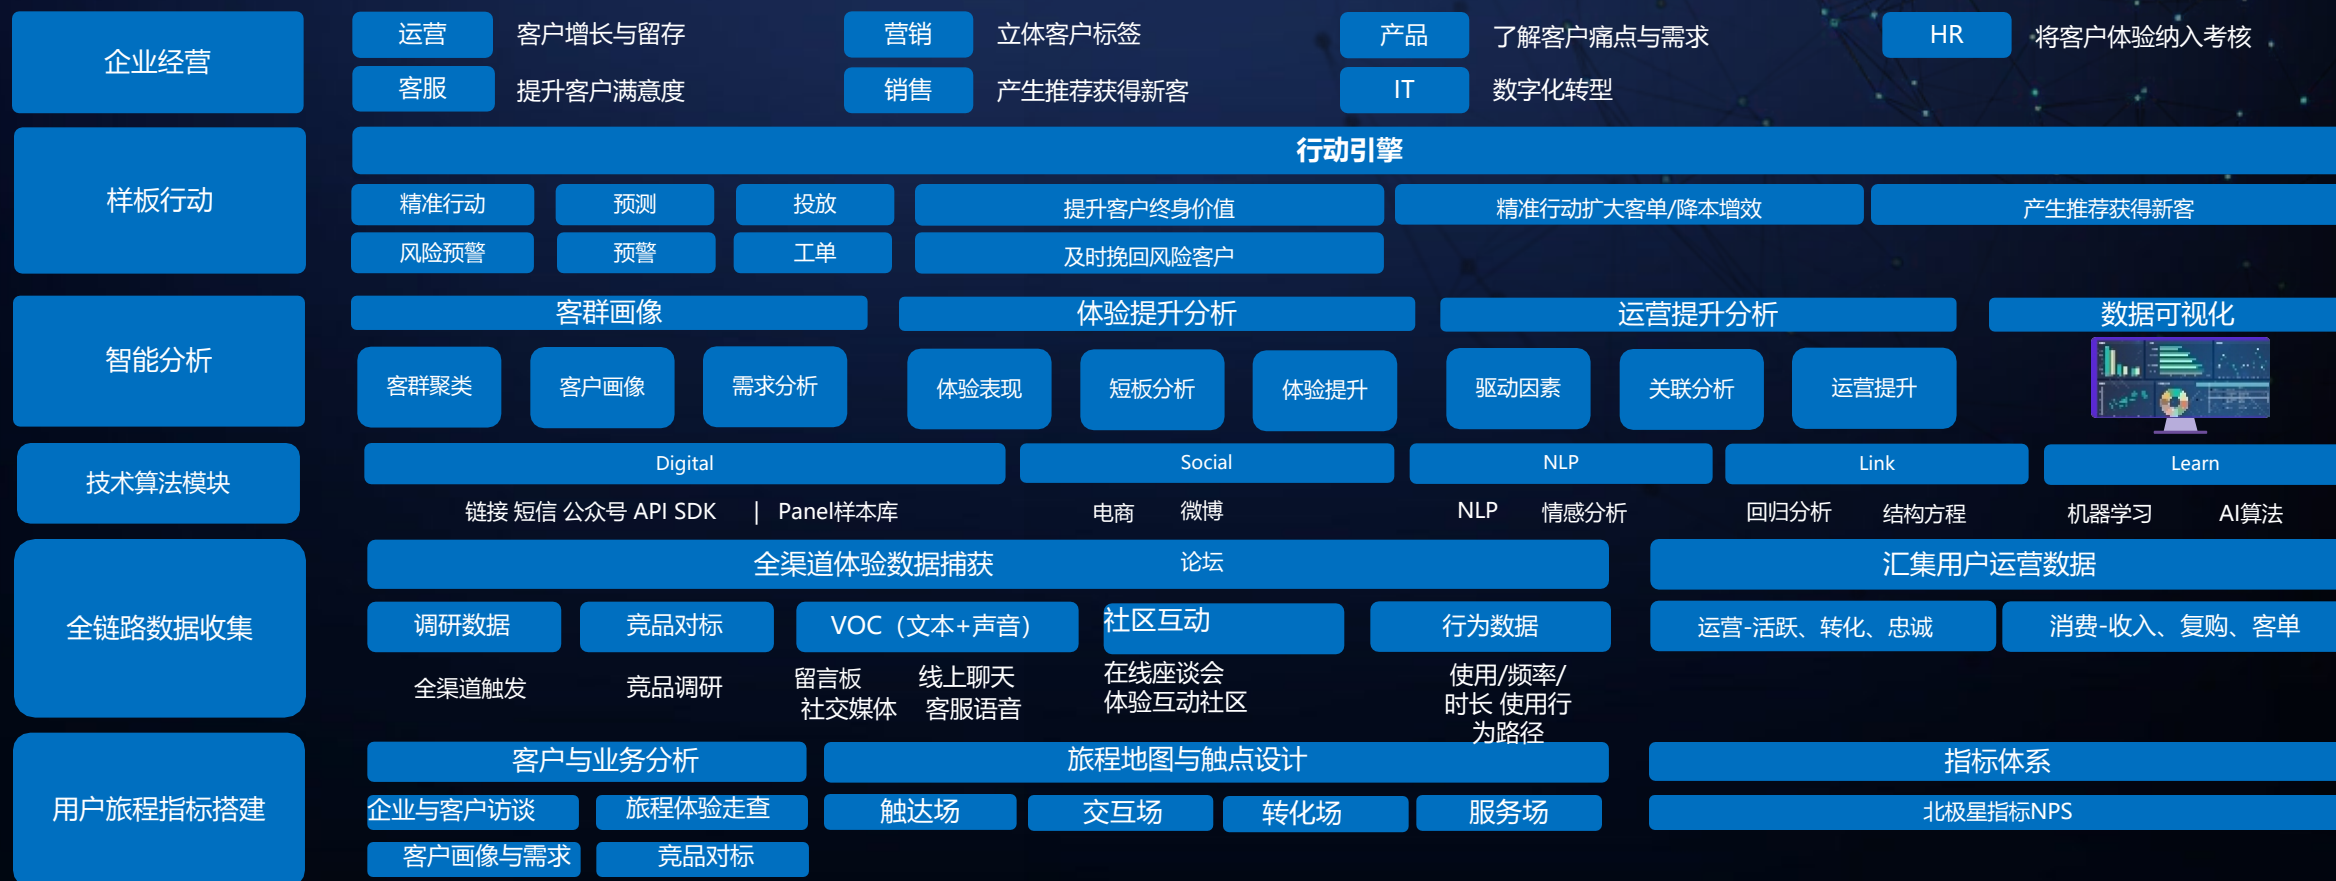 企业经营
运营 客户增长与留存 营销 立体客户标签 产品 了解客户痛点与需求 HR 将客户体验纳入考核
客服 提升客户满意度 销售 产生推荐获得新客 IT 数字化转型
样板行动
行动引擎
精准行动 预测 投放 提升客户终身价值 精准行动扩大客单/降本增效 产生推荐获得新客
风险预警 预警 工单 及时挽回风险客户
智能分析
客群画像 体验提升分析 运营提升分析 数据可视化
客群聚类 客户画像 需求分析 体验表现 短板分析 体验提升 驱动因素 关联分析 运营提升
技术算法模块
Digital Social NLP Link Learn
链接 短信 公众号 API SDK | Panel样本库 电商 微博 NLP 情感分析 回归分析 结构方程 机器学习 AI算法
全链路数据收集
全渠道体验数据捕获 论坛 汇集用户运营数据
调研数据 竞品对标 VOC（文本+声音） 社区互动 行为数据 运营-活跃、转化、忠诚 消费-收入、复购、客单
全渠道触发 竞品调研 留言板 线上聊天 在线座谈会 使用/频率/
社交媒体 客服语音 体验互动社区 时长 使用行
为路径
用户旅程指标搭建
客户与业务分析 旅程地图与触点设计 指标体系
企业与客户访谈 旅程体验走查 触达场 交互场 转化场 服务场 北极星指标NPS
客户画像与需求 竞品对标